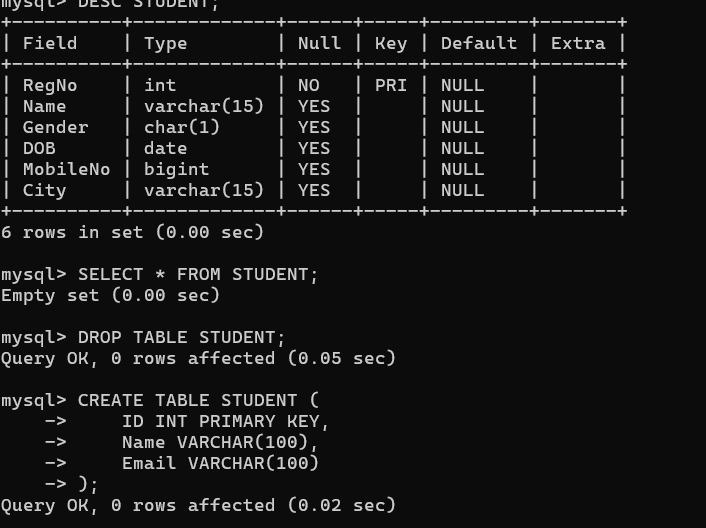 mysql> DESC STUDENT;
+----------+-------------+------+-----+---------+-------+
| Field    | Type        | Null | Key | Default | Extra |
+----------+-------------+------+-----+---------+-------+
| RegNo    | int         | NO   | PRI | NULL    |       |
| Name     | varchar(15) | YES  |     | NULL    |       |
| Gender   | char(1)     | YES  |     | NULL    |       |
| DOB      | date        | YES  |     | NULL    |       |
| MobileNo | bigint      | YES  |     | NULL    |       |
| City     | varchar(15) | YES  |     | NULL    |       |
+----------+-------------+------+-----+---------+-------+
6 rows in set (0.00 sec)

mysql> SELECT * FROM STUDENT;
Empty set (0.00 sec)

mysql> DROP TABLE STUDENT;
Query OK, 0 rows affected (0.05 sec)

mysql> CREATE TABLE STUDENT (
    ->     ID INT PRIMARY KEY,
    ->     Name VARCHAR(100),
    ->     Email VARCHAR(100)
    -> );
Query OK, 0 rows affected (0.02 sec)